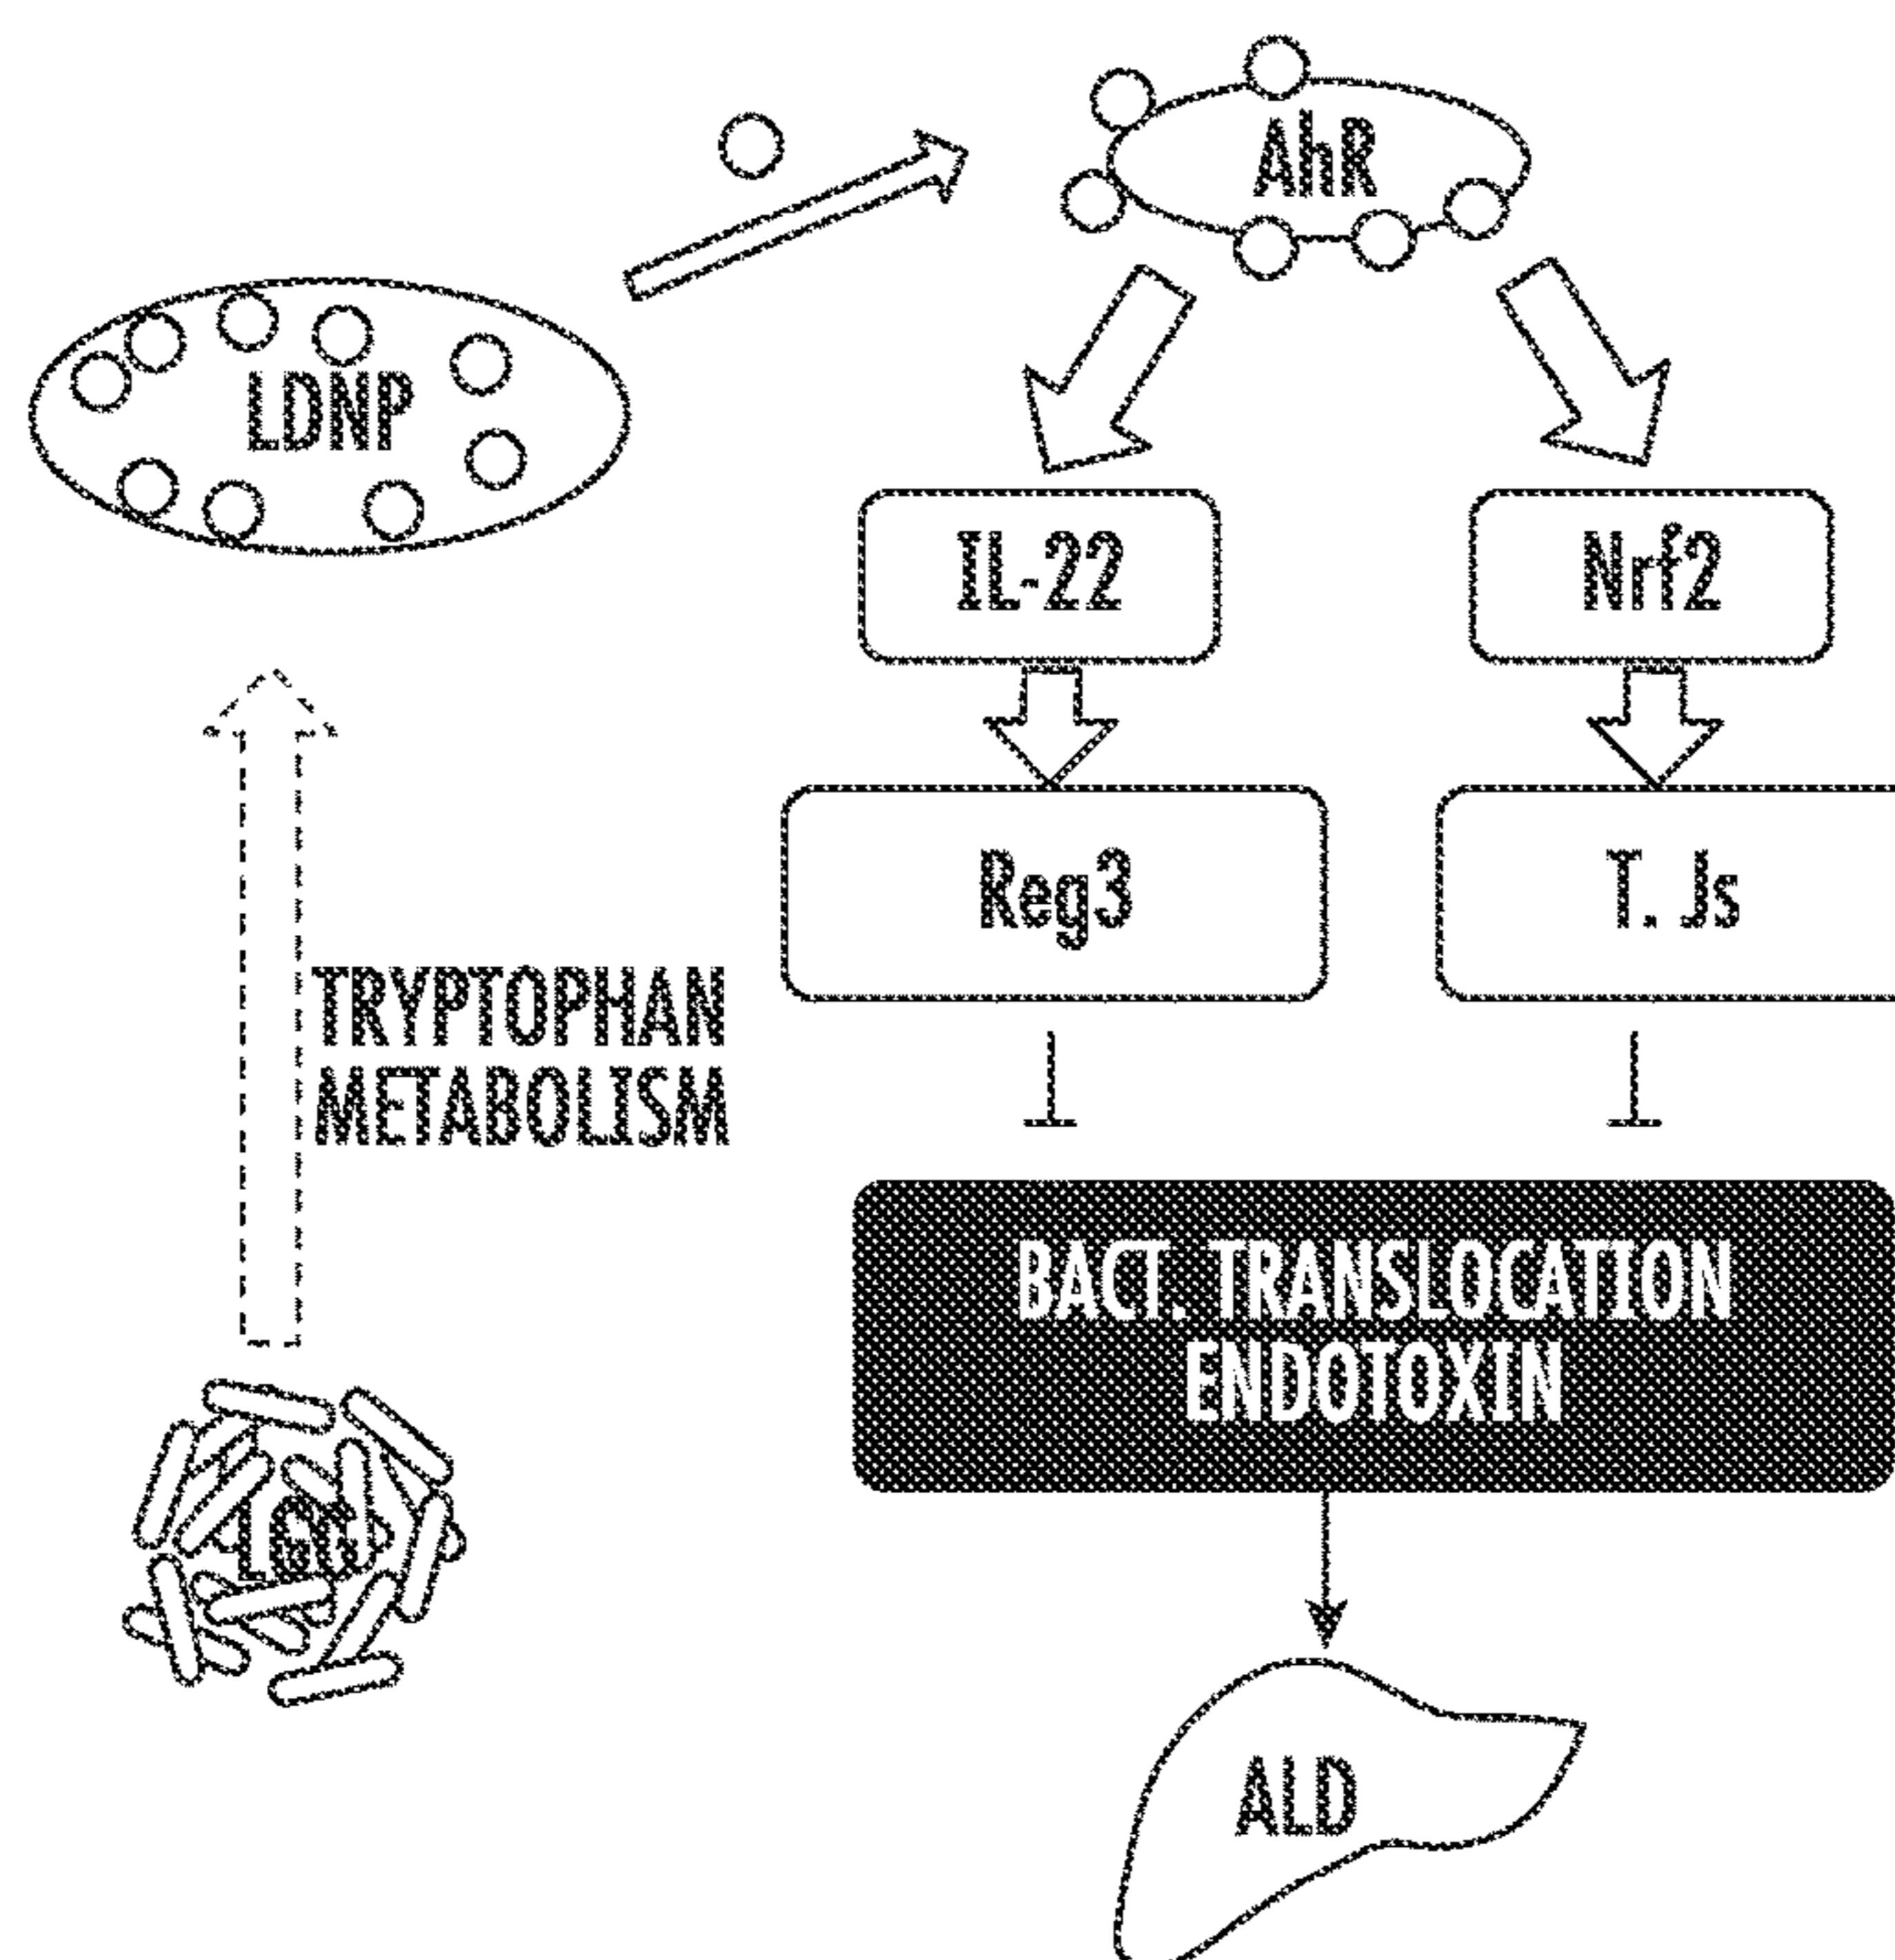 AhR
LDNP
IL-22
Nrf2
Reg3
T. Js
TRYPTOPHAN
METABOLISM
BACT. TRANSLOCATION
ENDOTOXIN
ALD